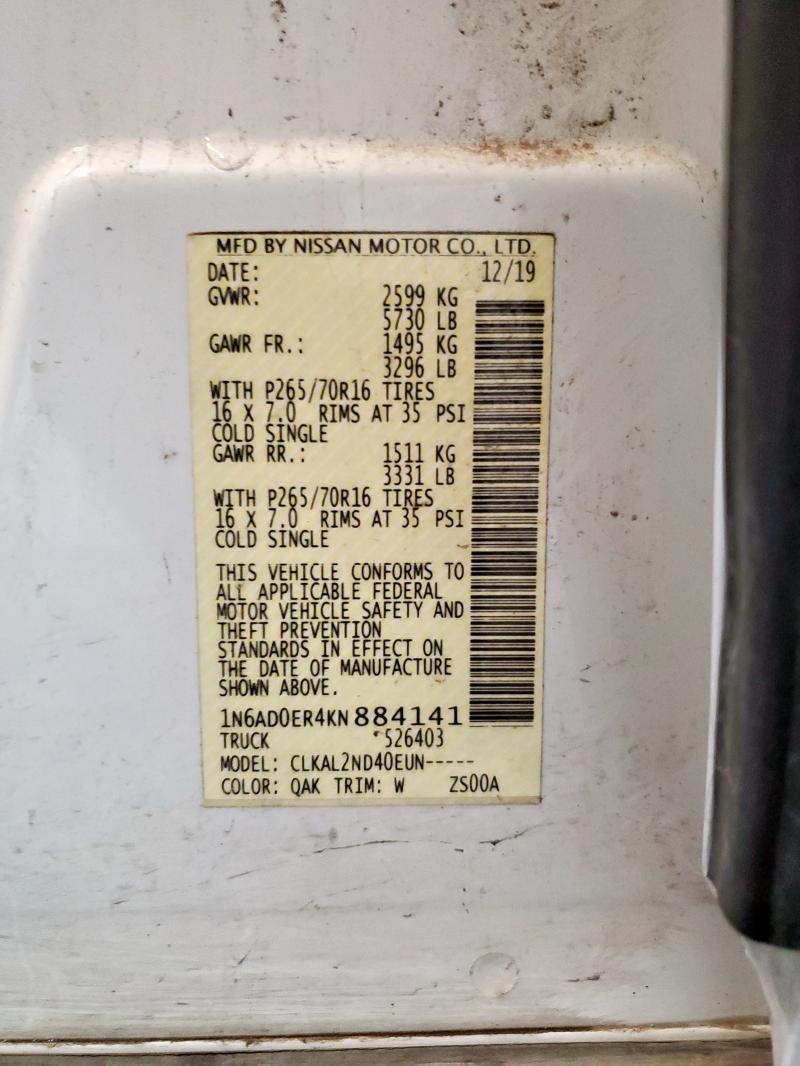 MFD BY NISSAN MOTOR CO., LTD.
DATE: 12/19
GVWR: 2599 KG
5730 LB
GAWR FR.: 1495 KG
3296 LB
WITH P265/70R16 TIRES
16 X 7.0 RIMS AT 35 PSI
COLD SINGLE
GAWR RR.: 1511 KG
3331 LB
WITH P265/70R16 TIRES
16 X 7.0 RIMS AT 35 PSI
COLD SINGLE
THIS VEHICLE CONFORMS TO
ALL APPLICABLE FEDERAL
MOTOR VEHICLE SAFETY AND
THEFT PREVENTION
STANDARDS IN EFFECT ON
THE DATE OF MANUFACTURE
SHOWN ABOVE.
1N6AD0ER4KN884141
TRUCK 526403
MODEL: CLKAL2ND40EUN-----
COLOR: QAK TRIM: W ZS00A